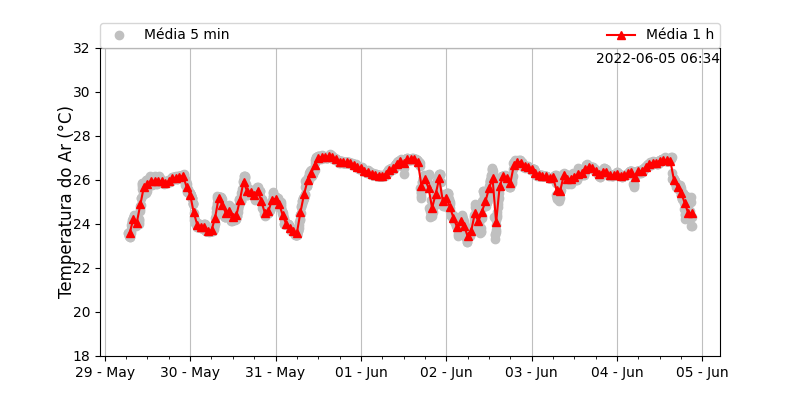 Média 5 min
Média 1 h
2022-06-05 06:34
Temperatura do Ar (°C)
32
30
28
26
24
22
20
18
29 - May
30 - May
31 - May
01 - Jun
02 - Jun
03 - Jun
04 - Jun
05 - Jun